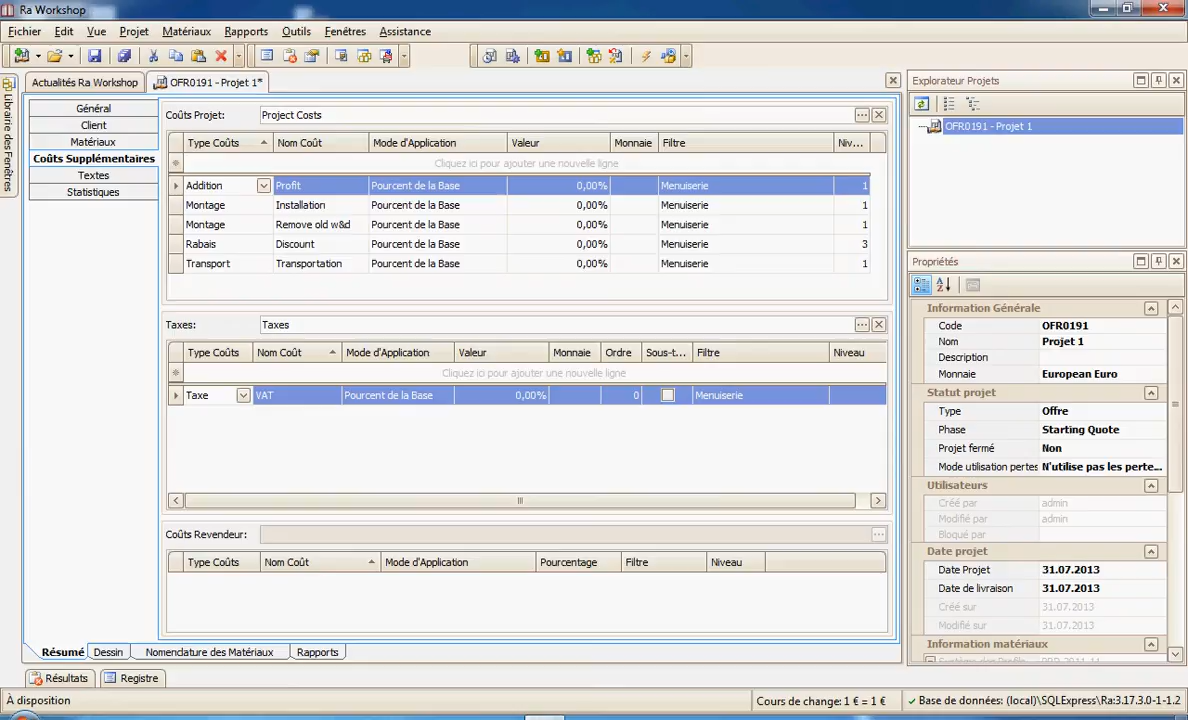 Ra Workshop
Fichier Edit Vue Projet Matériaux Rapports Outils Fenêtres Assistance
Librairie des Fenêtres
Actualités Ra Workshop OFR0191 - Projet 1*
Général
Client
Matériaux
Coûts Supplémentaires
Textes
Statistiques
Coûts Projet: Project Costs
Type Coûts Nom Coût Mode d'Application Valeur Monnaie Filtre Niv...
Cliquez ici pour ajouter une nouvelle ligne
Addition Profit Pourcent de la Base 0,00% Menuiserie 1
Montage Installation Pourcent de la Base 0,00% Menuiserie 1
Montage Remove old w&d Pourcent de la Base 0,00% Menuiserie 1
Rabais Discount Pourcent de la Base 0,00% Menuiserie 3
Transport Transportation Pourcent de la Base 0,00% Menuiserie 1
Taxes: Taxes
Type Coûts Nom Coût Mode d'Application Valeur Monnaie Ordre Sous-t... Filtre Niveau
Cliquez ici pour ajouter une nouvelle ligne
Taxe VAT Pourcent de la Base 0,00% 0 Menuiserie
Coûts Revendeur:
Type Coûts Nom Coût Mode d'Application Pourcentage Filtre Niveau
Résumé Dessin Nomenclature des Matériaux Rapports
Explorateur Projets
OFR0191 - Projet 1
Propriétés
Information Générale
Code OFR0191
Nom Projet 1
Description
Monnaie European Euro
Statut projet
Type Offre
Phase Starting Quote
Projet fermé Non
Mode utilisation pertes N'utilise pas les perte...
Utilisateurs
Créé par admin
Modifié par admin
Bloqué par
Date projet
Date Projet 31.07.2013
Date de livraison 31.07.2013
Créé sur 31.07.2013
Modifié sur 31.07.2013
Information matériaux
Résultats Registre
À disposition Cours de change: 1 € = 1 € Base de données: (local)\SQLExpress\Ra:3.17.3.0-1-1.2